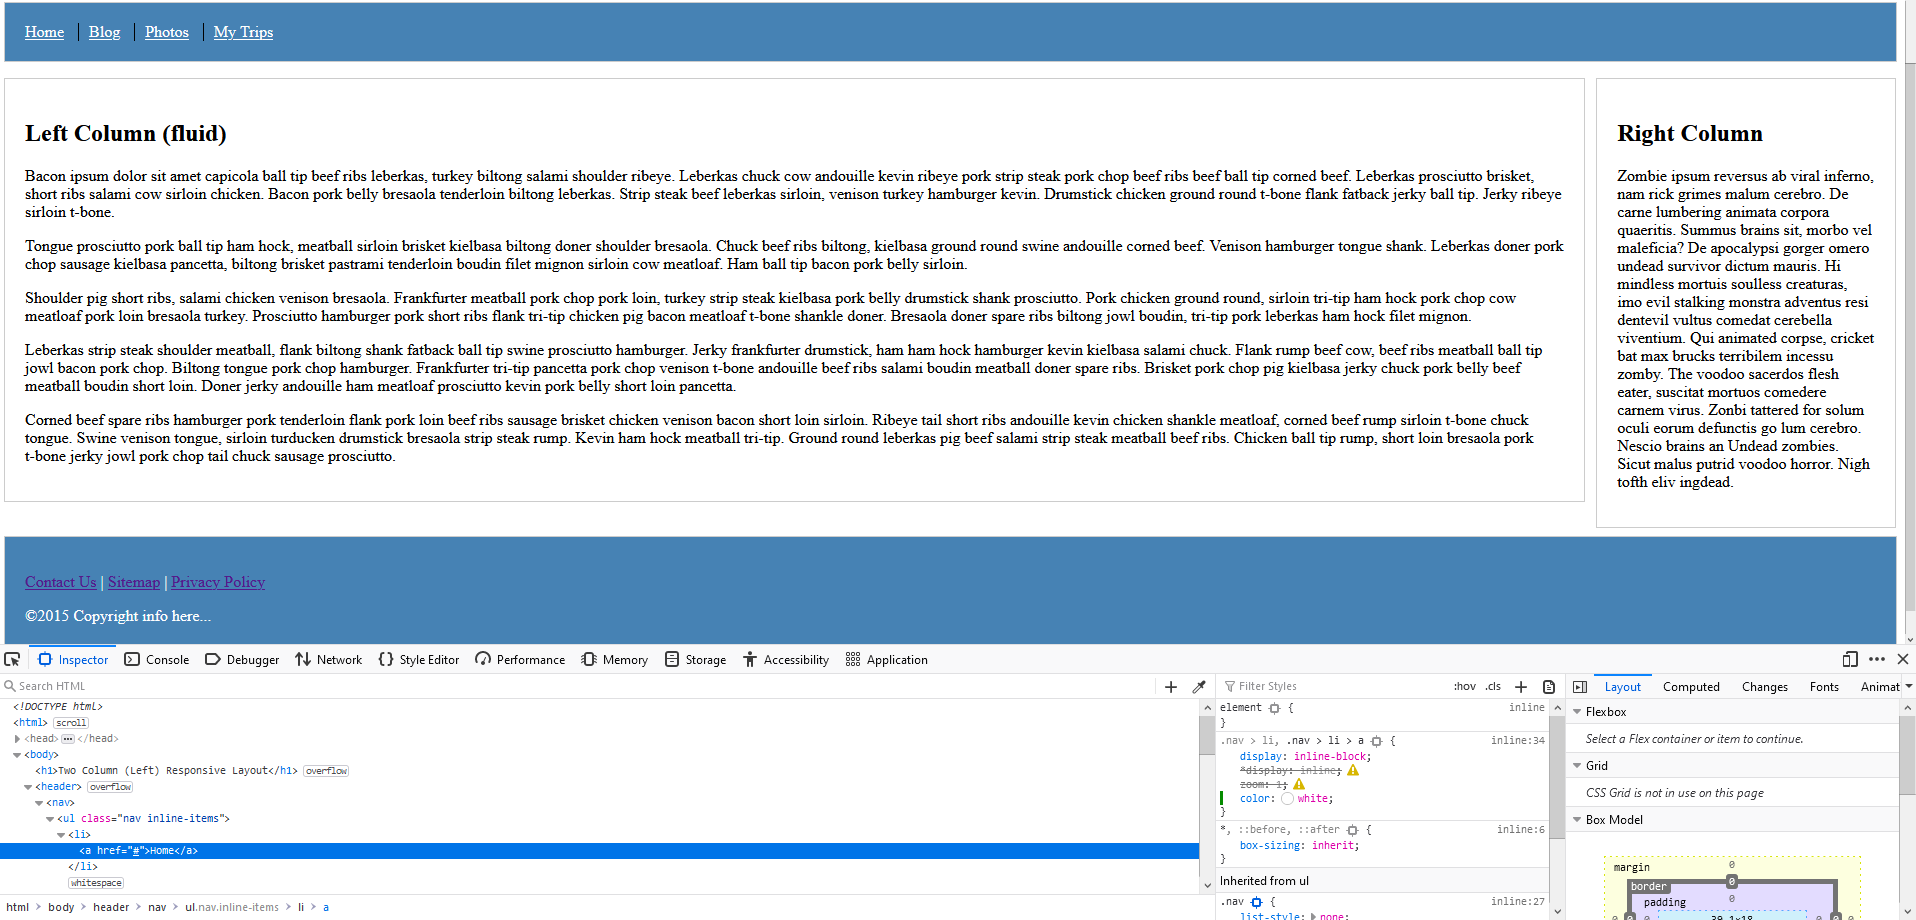 Home Blog Photos My Trips
Left Column (fluid)
Bacon ipsum dolor sit amet capicola ball tip beef ribs leberkas, turkey biltong salami shoulder ribeye. Leberkas chuck cow andouille kevin ribeye pork strip steak pork chop beef ribs beef ball tip corned beef. Leberkas prosciutto brisket,
short ribs salami cow sirloin chicken. Bacon pork belly bresaola tenderloin biltong leberkas. Strip steak beef leberkas sirloin, venison turkey hamburger kevin. Drumstick chicken ground round t-bone flank fatback jerky ball tip. Jerky ribeye
sirloin t-bone.
Tongue prosciutto pork ball tip ham hock, meatball sirloin brisket kielbasa biltong doner shoulder bresaola. Chuck beef ribs biltong, kielbasa ground round swine andouille corned beef. Venison hamburger tongue shank. Leberkas doner pork
chop sausage kielbasa pancetta, biltong brisket pastrami tenderloin boudin filet mignon sirloin cow meatloaf. Ham ball tip bacon pork belly sirloin.
Shoulder pig short ribs, salami chicken venison bresaola. Frankfurter meatball pork chop pork loin, turkey strip steak kielbasa pork belly drumstick shank prosciutto. Pork chicken ground round, sirloin tri-tip ham hock pork chop cow
meatloaf pork loin bresaola turkey. Prosciutto hamburger pork short ribs flank tri-tip chicken pig bacon meatloaf t-bone shankle doner. Bresaola doner spare ribs biltong jowl boudin, tri-tip pork leberkas ham hock filet mignon.
Leberkas strip steak shoulder meatball, flank biltong shank fatback ball tip swine prosciutto hamburger. Jerky frankfurter drumstick, ham ham hock hamburger kevin kielbasa salami chuck. Flank rump beef cow, beef ribs meatball ball tip
jowl bacon pork chop. Biltong tongue pork chop hamburger. Frankfurter tri-tip pancetta pork chop venison t-bone andouille beef ribs salami boudin meatball doner spare ribs. Brisket pork chop pig kielbasa jerky chuck pork belly beef
meatball boudin short loin. Doner jerky andouille ham meatloaf prosciutto kevin pork belly short loin pancetta.
Corned beef spare ribs hamburger pork tenderloin flank pork loin beef ribs sausage brisket chicken venison bacon short loin sirloin. Ribeye tail short ribs andouille kevin chicken shankle meatloaf, corned beef rump sirloin t-bone chuck
tongue. Swine venison tongue, sirloin turducken drumstick bresaola strip steak rump. Kevin ham hock meatball tri-tip. Ground round leberkas pig beef salami strip steak meatball beef ribs. Chicken ball tip rump, short loin bresaola pork
t-bone jerky jowl pork chop tail chuck sausage prosciutto.
Right Column
Zombie ipsum reversus ab viral inferno,
nam rick grimes malum cerebro. De
carne lumbering animata corpora
quaeritis. Summus brains sit, morbo vel
maleficia? De apocalypsi gorger omero
undead survivor dictum mauris. Hi
mindless mortuis soulless creaturas,
imo evil stalking monstra adventus resi
dentevil vultus comedat cerebella
viventium. Qui animated corpse, cricket
bat max brucks terribilem incessu
zomby. The voodoo sacerdos flesh
eater, suscitat mortuos comedere
carnem virus. Zonbi tattered for solum
oculi eorum defunctis go lum cerebro.
Nescio brains an Undead zombies.
Sicut malus putrid voodoo horror. Nigh
tofth eliv ingdead.
Contact Us | Sitemap | Privacy Policy
©2015 Copyright info here...
Inspector Console Debugger Network Style Editor Performance Memory Storage Accessibility Application
Search HTML
<!DOCTYPE html>
<html> scroll
<head> ••• </head>
<body>
<h1>Two Column (Left) Responsive Layout</h1> overflow
<header> overflow
<nav>
<ul class="nav inline-items">
<li>
<a href="#">Home</a>
</li>
whitespace
html > body > header > nav > ul.nav.inline-items > li > a
Filter Styles :hov .cls
element { inline
}
.nav > li, .nav > li > a { inline:34
display: inline-block;
*display: inline;
zoom: 1;
color: white;
}
*, ::before, ::after { inline:6
box-sizing: inherit;
}
Inherited from ul
.nav { inline:27
list-style: none;
Layout Computed Changes Fonts Animat
Flexbox
Select a Flex container or item to continue.
Grid
CSS Grid is not in use on this page
Box Model
margin 0
border 0
padding 0
0 0 0 39.1×18 0 0 0